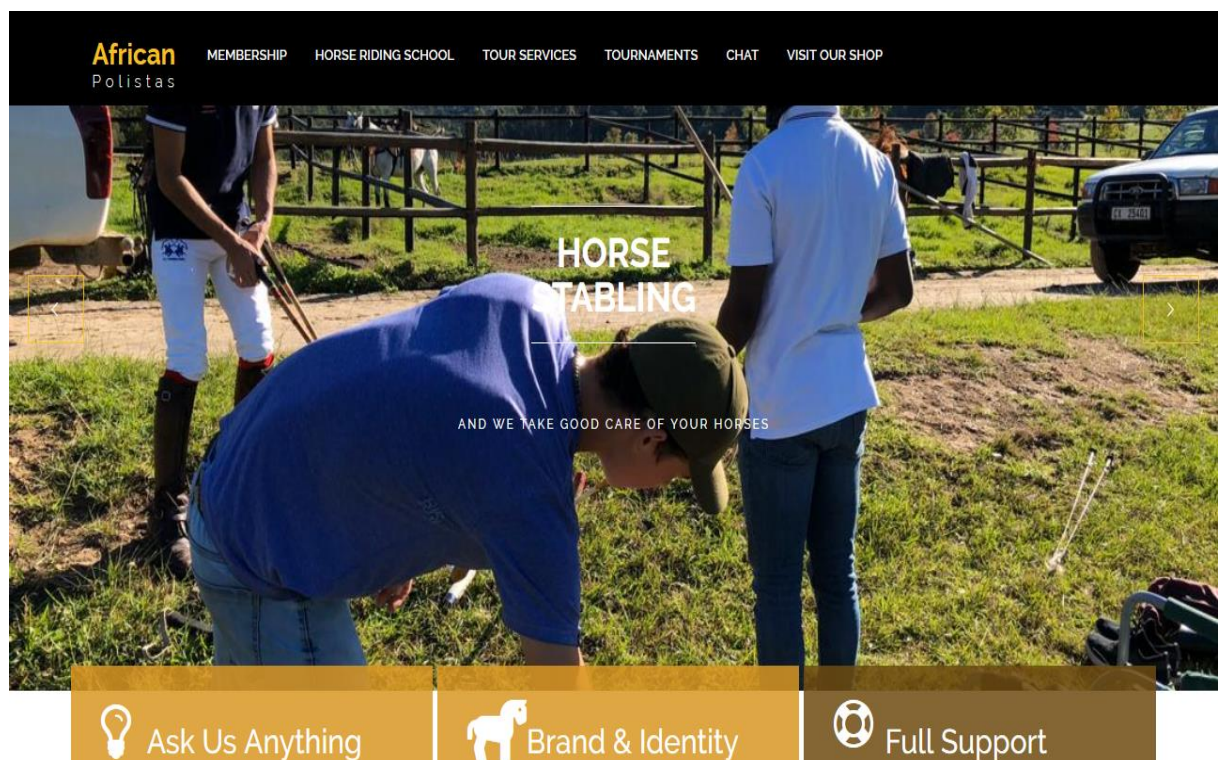 African
Polistas
MEMBERSHIP HORSE RIDING SCHOOL TOUR SERVICES TOURNAMENTS CHAT VISIT OUR SHOP
HORSE
STABLING
AND WE TAKE GOOD CARE OF YOUR HORSES
Ask Us Anything
Brand & Identity
Full Support